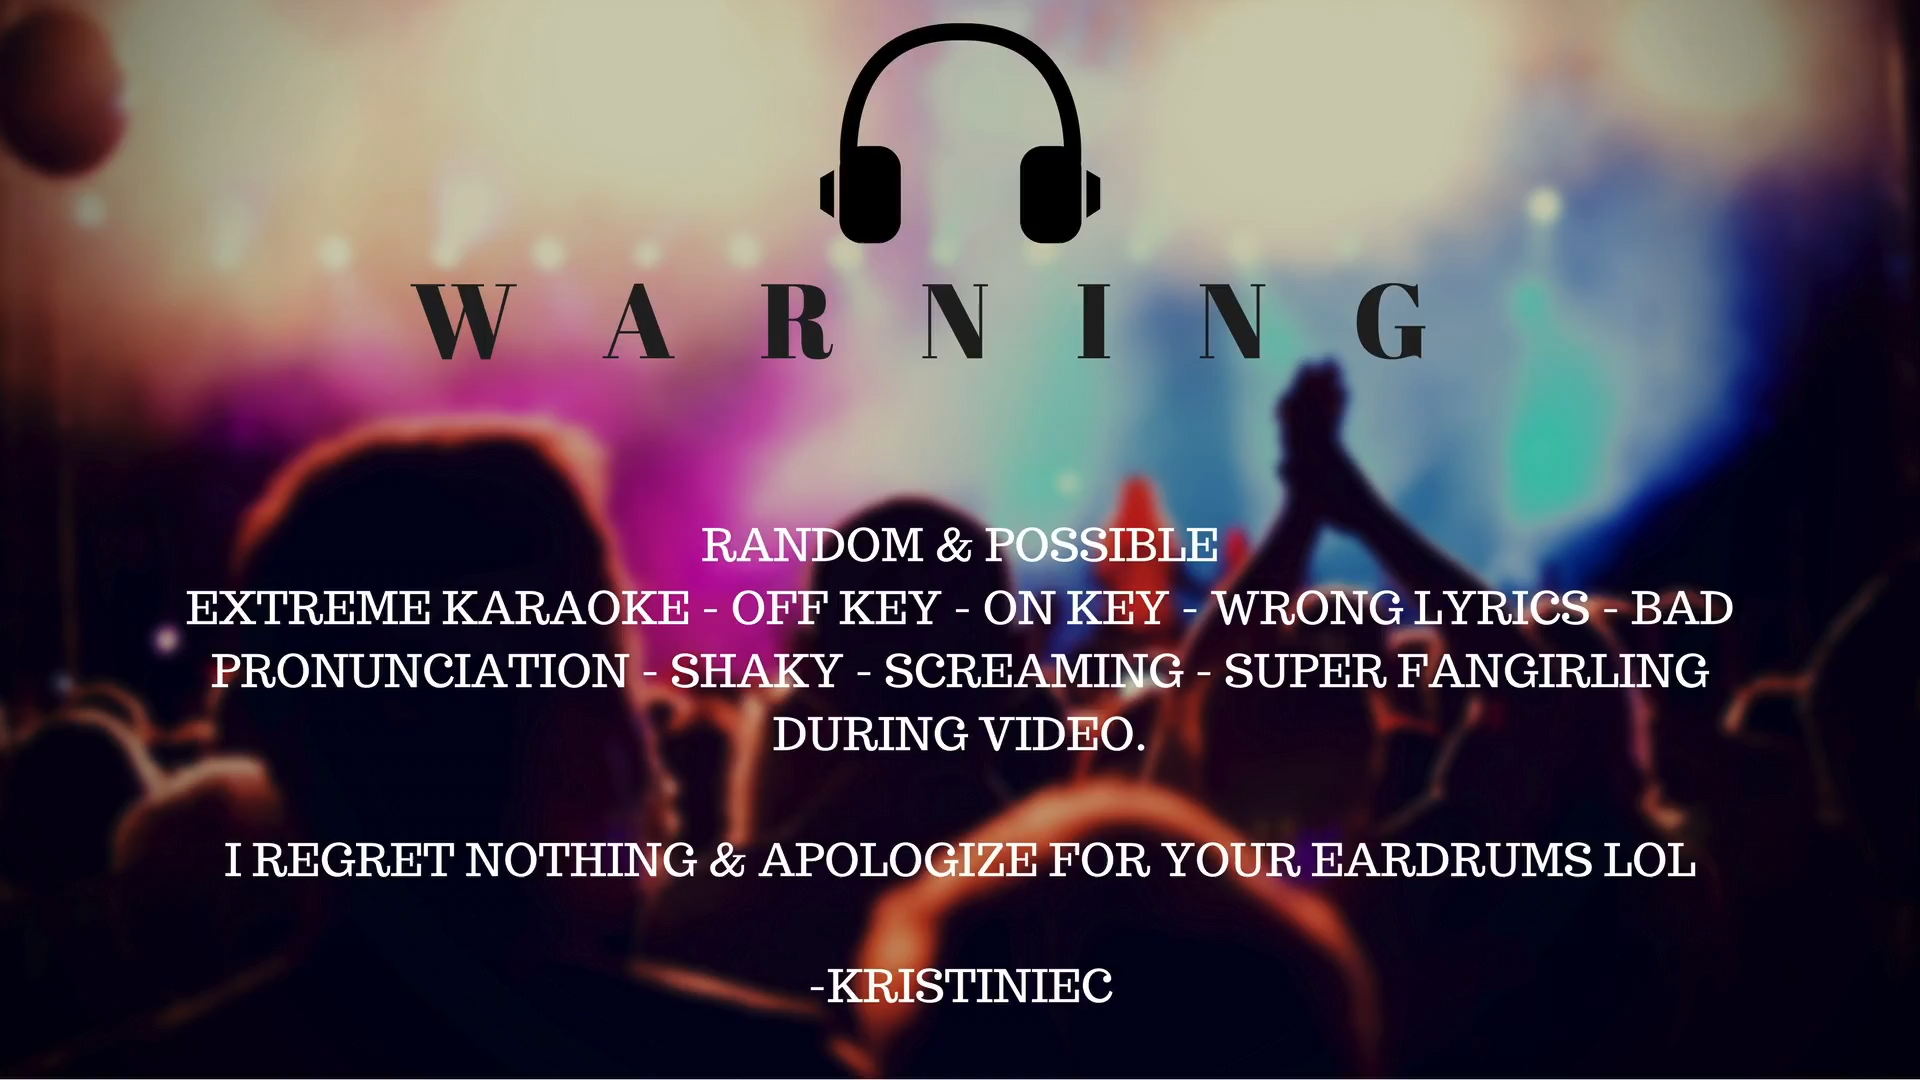 WARNING
RANDOM & POSSIBLE
EXTREME KARAOKE - OFF KEY - ON KEY - WRONG LYRICS - BAD
PRONUNCIATION - SHAKY - SCREAMING - SUPER FANGIRLING
DURING VIDEO.
I REGRET NOTHING & APOLOGIZE FOR YOUR EARDRUMS LOL
-KRISTINIEC